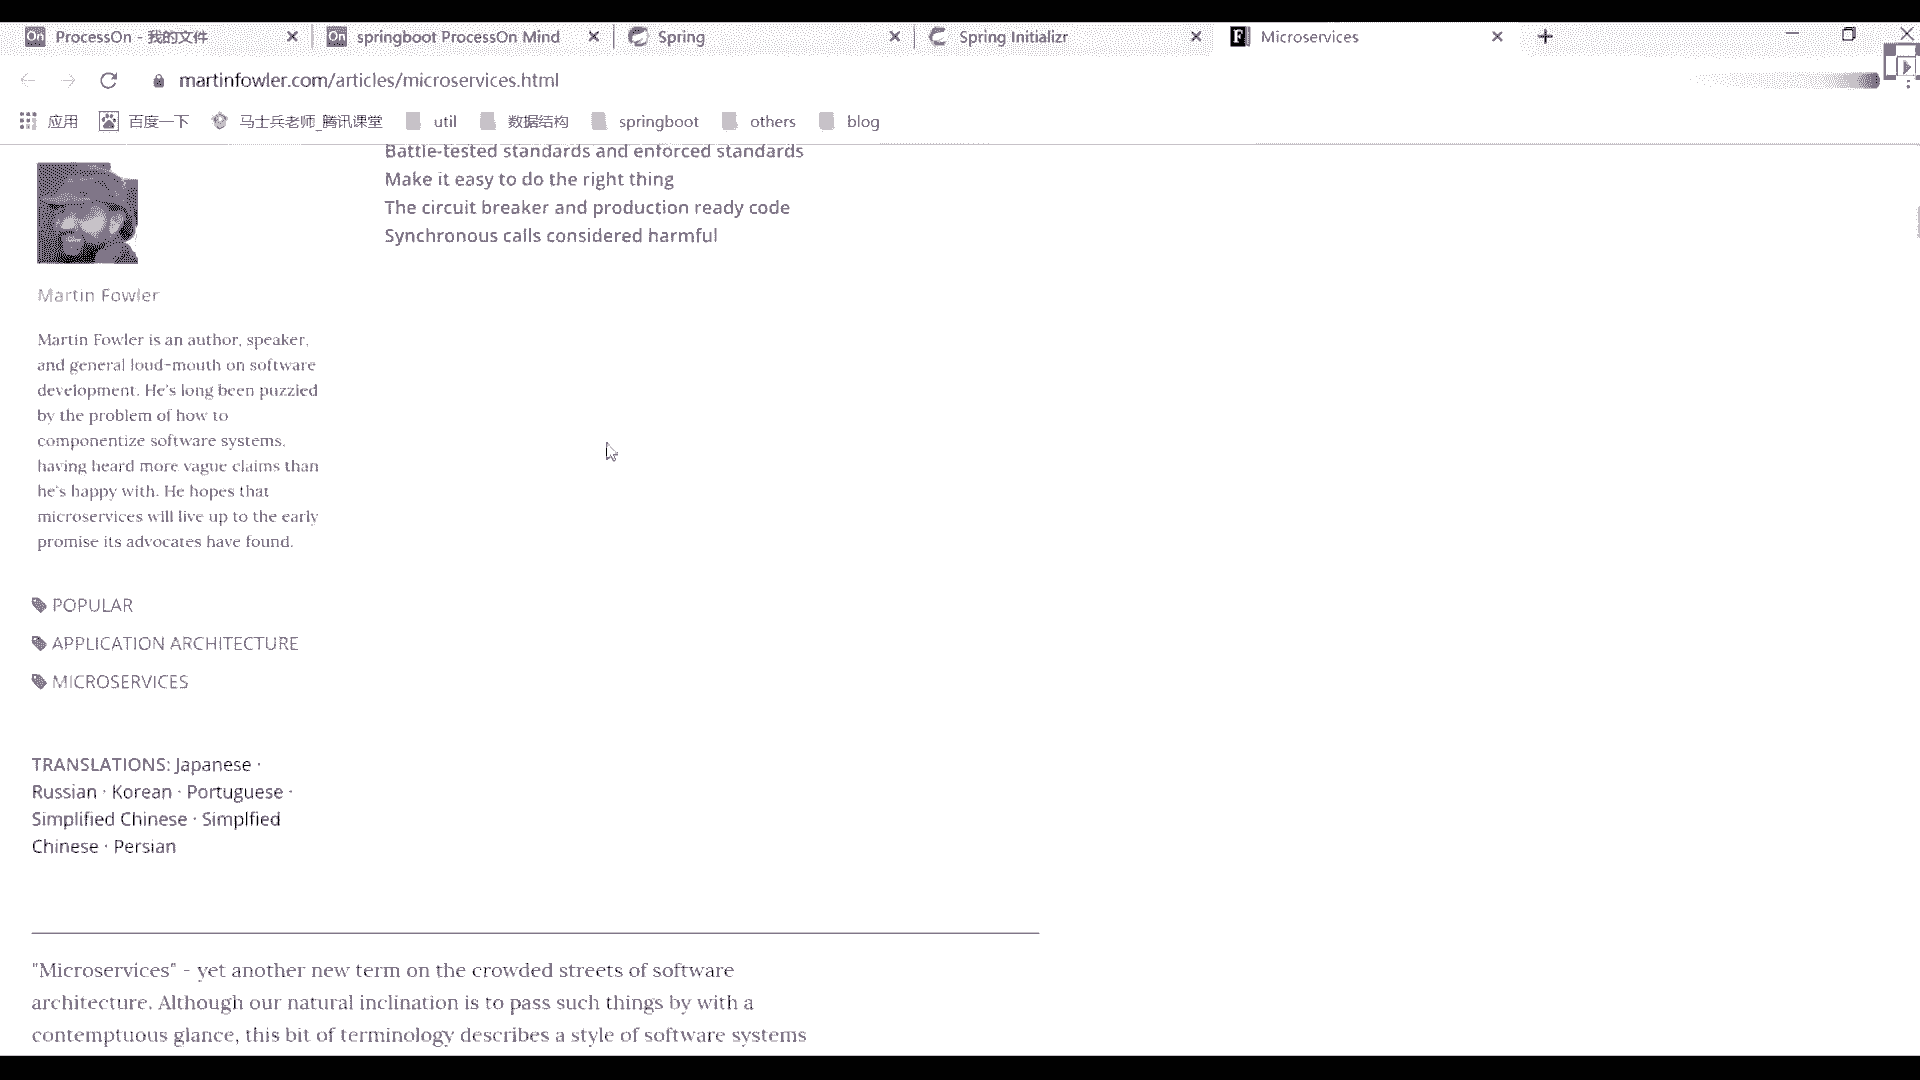 ProcessOn - 我的文件
springboot ProcessOn Mind
Spring
Spring Initializr
Microservices
martinfowler.com/articles/microservices.html
应用
百度一下
马士兵老师_腾讯课堂
util
数据结构
springboot
others
blog
Battle-tested standards and enforced standards
Make it easy to do the right thing
The circuit breaker and production ready code
Synchronous calls considered harmful
Martin Fowler
Martin Fowler is an author, speaker,
and general loud-mouth on software
development. He's long been puzzled
by the problem of how to
componentize software systems,
having heard more vague claims than
he's happy with. He hopes that
microservices will live up to the early
promise its advocates have found.
POPULAR
APPLICATION ARCHITECTURE
MICROSERVICES
TRANSLATIONS: Japanese ·
Russian · Korean · Portuguese ·
Simplified Chinese · Simplfied
Chinese · Persian
"Microservices" - yet another new term on the crowded streets of software
architecture. Although our natural inclination is to pass such things by with a
contemptuous glance, this bit of terminology describes a style of software systems